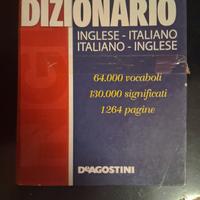 DIZIONARIO
INGLESE - ITALIANO
ITALIANO - INGLESE
64.000 vocaboli
130.000 significati
1264 pagine
DEAGOSTINI